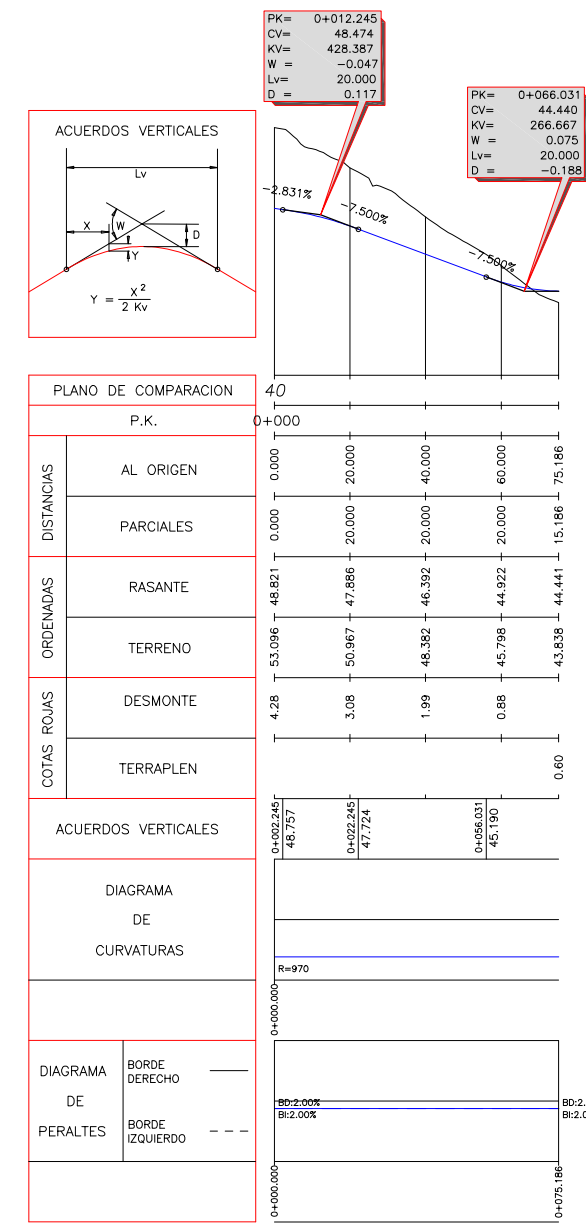 PK= 0+012.245
CV= 48.474
KV= 428.387
W = -0.047
Lv= 20.000
D = 0.117
PK= 0+066.031
CV= 44.440
KV= 266.667
W = 0.075
Lv= 20.000
D = -0.188
ACUERDOS VERTICALES
Lv
X
W
D
Y
Y = X 2
2 Kv
-2.831%
-7.500%
-7.500%
PLANO DE COMPARACION 40
P.K. 0+000
DISTANCIAS
AL ORIGEN 0.000 20.000 40.000 60.000 75.186
PARCIALES 0.000 20.000 20.000 20.000 15.186
ORDENADAS
RASANTE 48.821 47.886 46.392 44.922 44.441
TERRENO 53.096 50.967 48.382 45.798 43.838
COTAS ROJAS
DESMONTE 4.28 3.08 1.99 0.88
TERRAPLEN 0.60
ACUERDOS VERTICALES 0+002.245 48.757 0+022.245 47.724 0+056.031 45.190
DIAGRAMA
DE
CURVATURAS
R=970
0+000.000
DIAGRAMA
DE
PERALTES
BORDE
DERECHO
BORDE
IZQUIERDO
BD:2.00% BD:2.
BI:2.00% BI:2.0
0+000.000 0+075.186